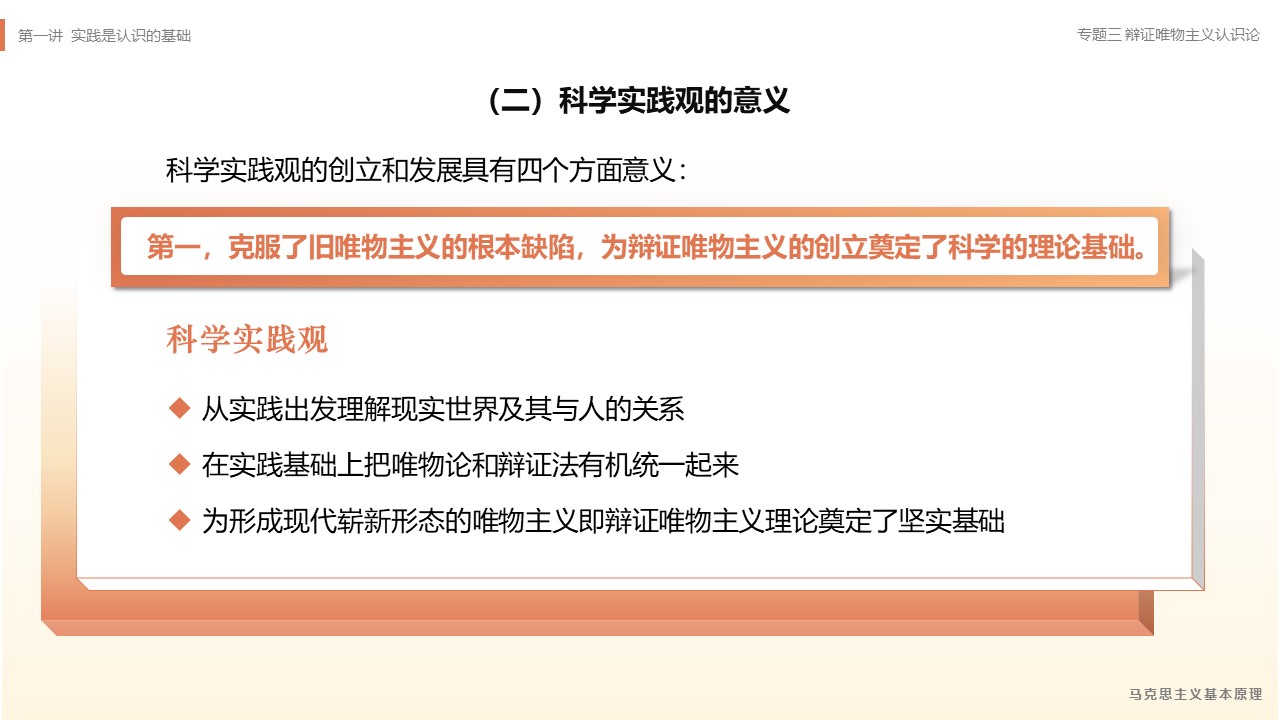 第一讲 实践是认识的基础
专题三 辩证唯物主义认识论
（二）科学实践观的意义
科学实践观的创立和发展具有四个方面意义：
第一，克服了旧唯物主义的根本缺陷，为辩证唯物主义的创立奠定了科学的理论基础。
科学实践观
从实践出发理解现实世界及其与人的关系
在实践基础上把唯物论和辩证法有机统一起来
为形成现代崭新形态的唯物主义即辩证唯物主义理论奠定了坚实基础
马克思主义基本原理